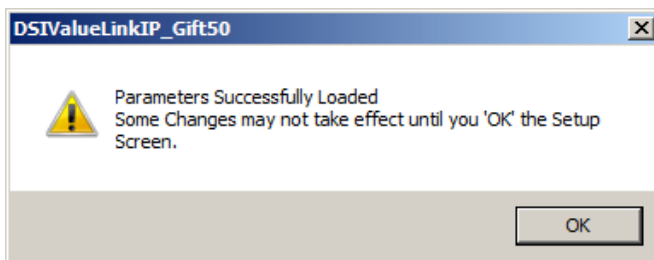 DSIValueLinkIP_Gift50
Parameters Successfully Loaded
Some Changes may not take effect until you 'OK' the Setup
Screen.
OK